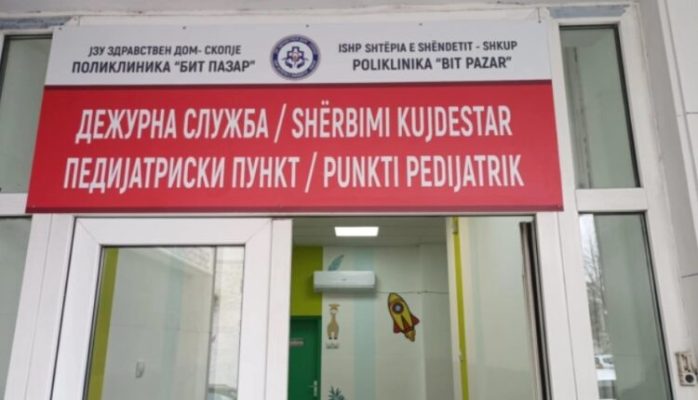 ЈЗУ ЗДРАВСТВЕН ДОМ- СКОПЈЕ
ПОЛИКЛИНИКА “БИТ ПАЗАР”
ISHP SHTËPIA E SHËNDETIT - SHKUP
POLIKLINIKA “BIT PAZAR”
ДЕЖУРНА СЛУЖБА / SHËRBIMI KUJDESTAR
ПЕДИЈАТРИСКИ ПУНКТ / PUNKTI PEDIJATRIK